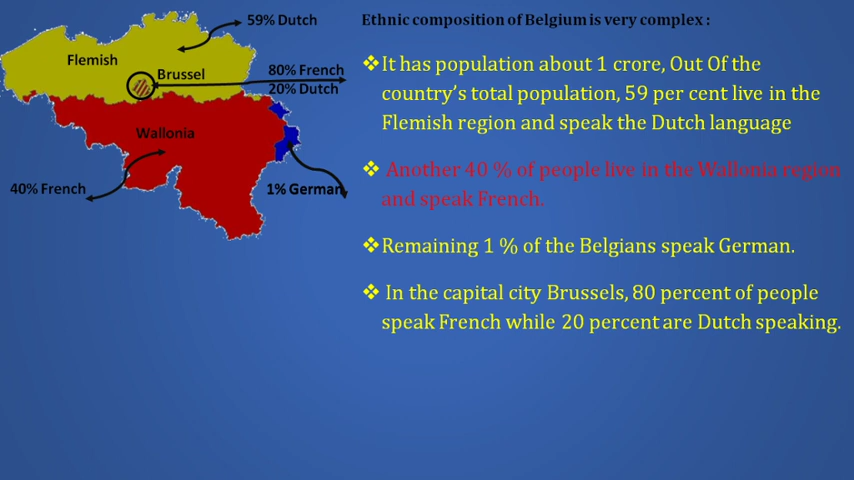 59% Dutch
Flemish
Brussel
80% French
20% Dutch
Wallonia
40% French
1% German
Ethnic composition of Belgium is very complex :
❖It has population about 1 crore, Out Of the
country's total population, 59 per cent live in the
Flemish region and speak the Dutch language
❖ Another 40 % of people live in the Wallonia region
and speak French.
❖Remaining 1 % of the Belgians speak German.
❖ In the capital city Brussels, 80 percent of people
speak French while 20 percent are Dutch speaking.